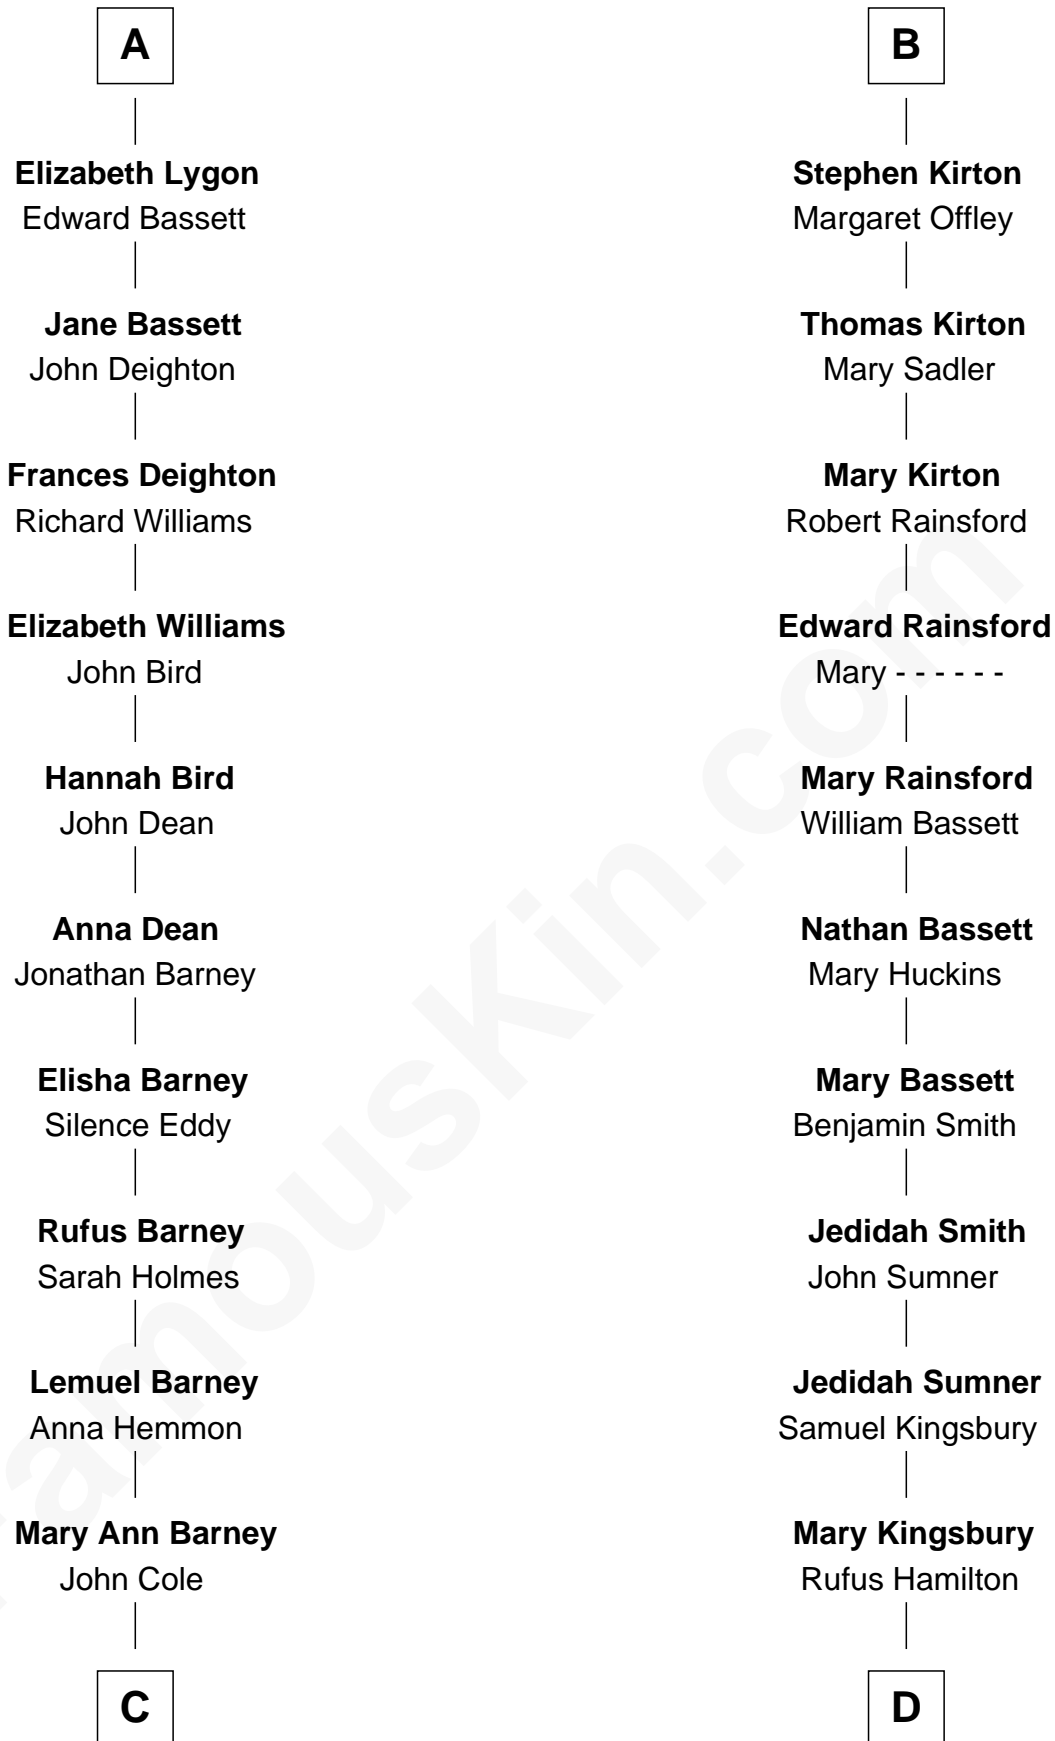 A
Elizabeth Lygon
Edward Bassett
Jane Bassett
John Deighton
Frances Deighton
Richard Williams
Elizabeth Williams
John Bird
Hannah Bird
John Dean
Anna Dean
Jonathan Barney
Elisha Barney
Silence Eddy
Rufus Barney
Sarah Holmes
Lemuel Barney
Anna Hemmon
Mary Ann Barney
John Cole
C
B
Stephen Kirton
Margaret Offley
Thomas Kirton
Mary Sadler
Mary Kirton
Robert Rainsford
Edward Rainsford
Mary - - - - - -
Mary Rainsford
William Bassett
Nathan Bassett
Mary Huckins
Mary Bassett
Benjamin Smith
Jedidah Smith
John Sumner
Jedidah Sumner
Samuel Kingsbury
Mary Kingsbury
Rufus Hamilton
D
FamousKin.com